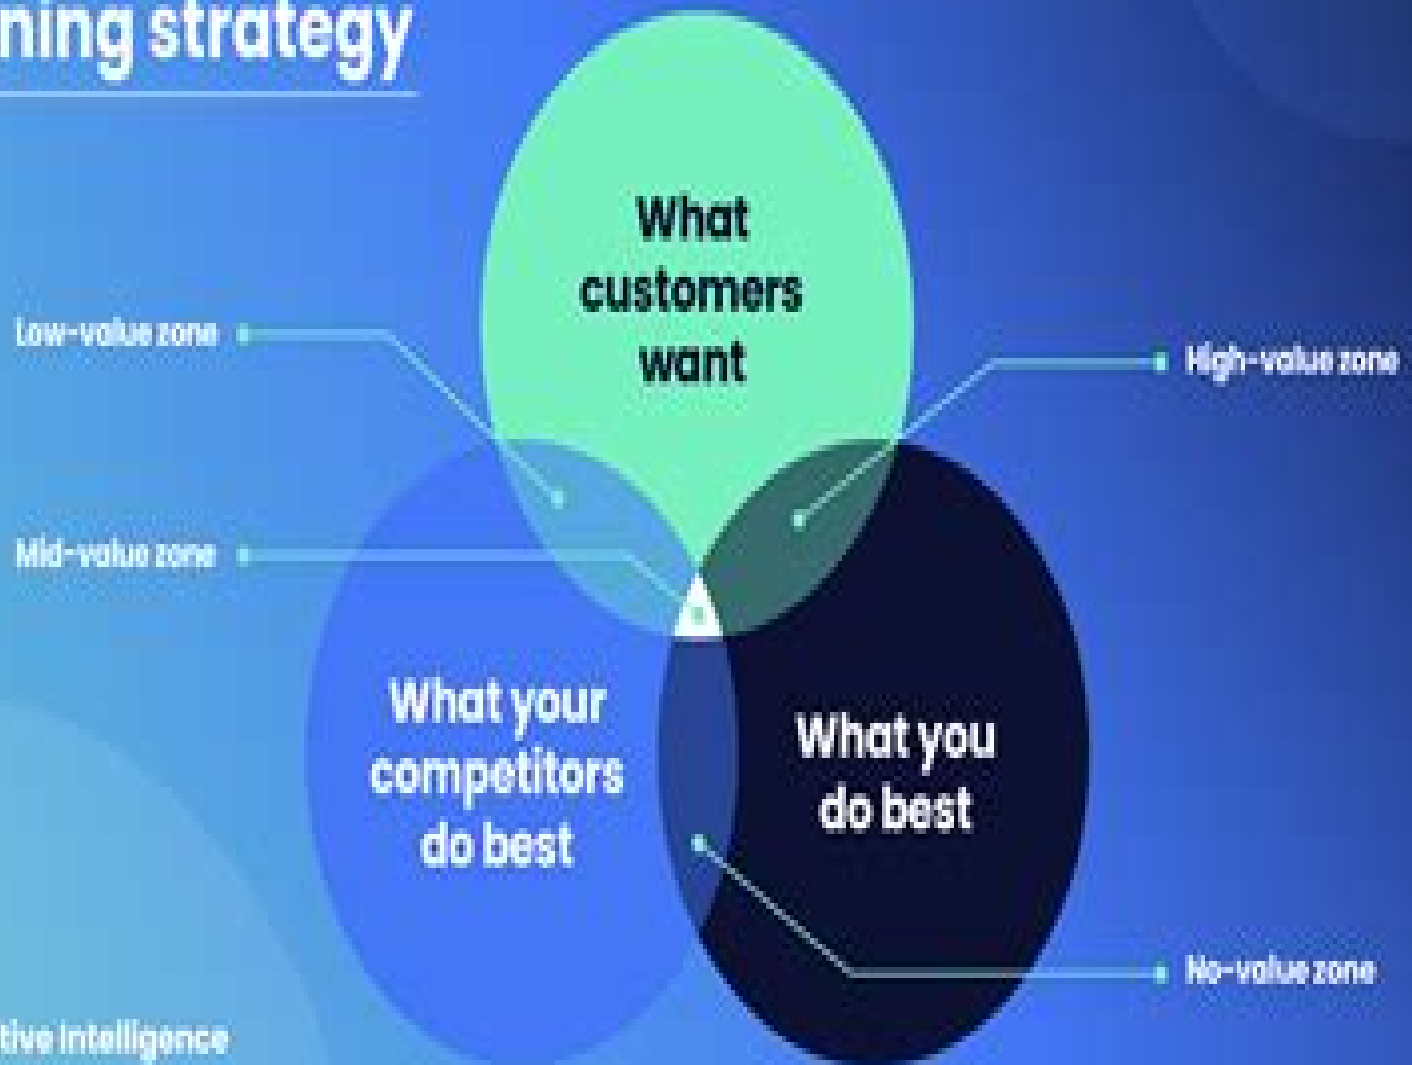 ning strategy
What
customers
want
Low-value zone
High-value zone
Mid-value zone
What your
competitors
do best
What you
do best
No-value zone
tive Intelligence